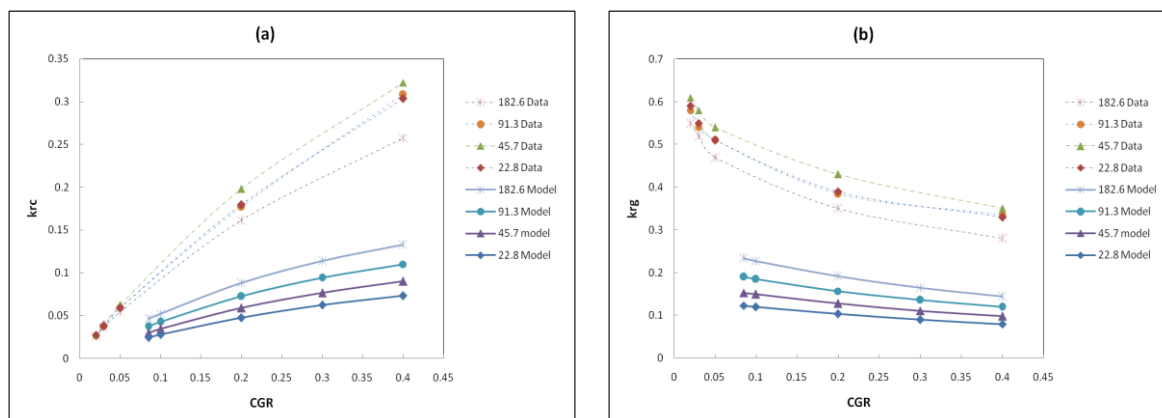 (a)
krc
0.35
0.3
0.25
0.2
0.15
0.1
0.05
0
0 0.05 0.1 0.15 0.2 0.25 0.3 0.35 0.4 0.45
CGR
182.6 Data
91.3 Data
45.7 Data
22.8 Data
182.6 Model
91.3 Model
45.7 model
22.8 Model
(b)
krg
0.7
0.6
0.5
0.4
0.3
0.2
0.1
0
0 0.05 0.1 0.15 0.2 0.25 0.3 0.35 0.4 0.45
CGR
182.6 Data
91.3 Data
45.7 Data
22.8 Data
182.6 Model
91.3 Model
45.7 model
22.8 Model